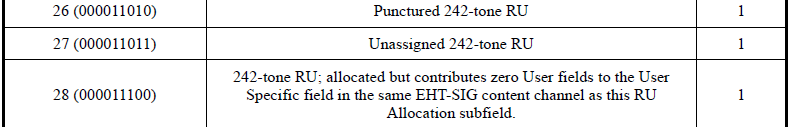 26 (000011010) Punctured 242-tone RU 1
27 (000011011) Unassigned 242-tone RU 1
242-tone RU; allocated but contributes zero User fields to the User
28 (000011100) Specific field in the same EHT-SIG content channel as this RU 1
Allocation subfield.